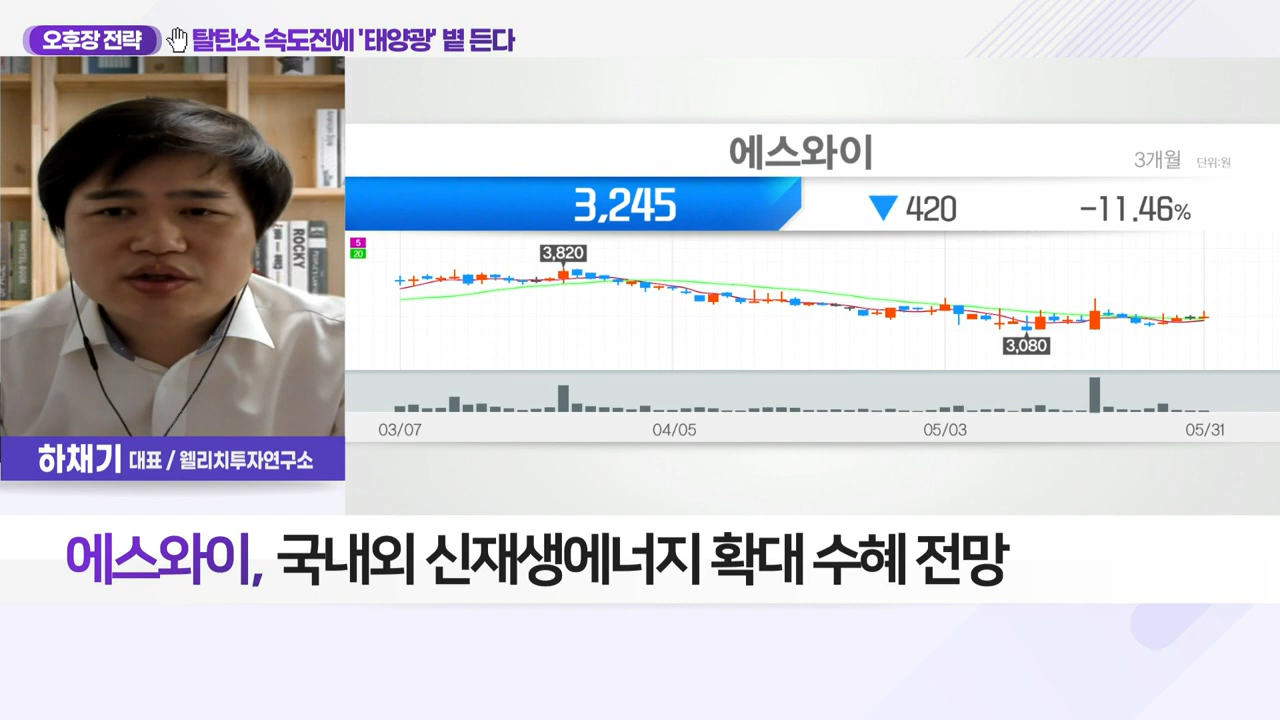 오후장 전략 탈탄소 속도전에 '태양광' 볕 든다
에스와이
3개월 단위:원
3,245 ▼ 420 -11.46%
5
20
3,820
3,080
03/07 04/05 05/03 05/31
ROCKY
하채기 대표 / 웰리치투자연구소
에스와이, 국내외 신재생에너지 확대 수혜 전망